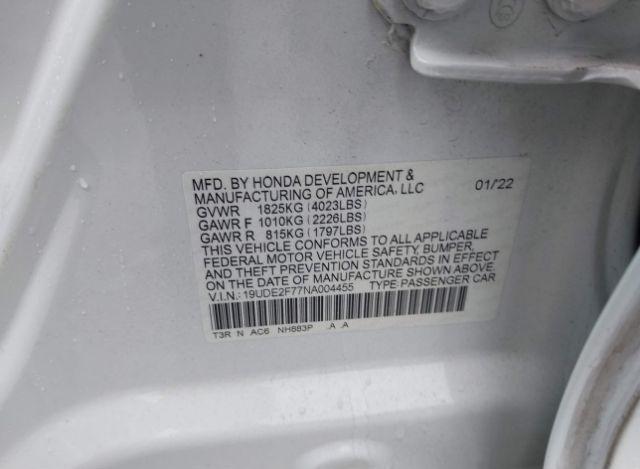 MFD. BY HONDA DEVELOPMENT &
MANUFACTURING OF AMERICA, LLC 01/22
GVWR 1825KG (4023LBS)
GAWR F 1010KG (2226LBS)
GAWR R 815KG (1797LBS)
THIS VEHICLE CONFORMS TO ALL APPLICABLE
FEDERAL MOTOR VEHICLE SAFETY, BUMPER,
AND THEFT PREVENTION STANDARDS IN EFFECT
ON THE DATE OF MANUFACTURE SHOWN ABOVE.
V.I.N.: 19UDE2F77NA004455 TYPE:PASSENGER CAR
T3R N AC6 NH883P .A .A